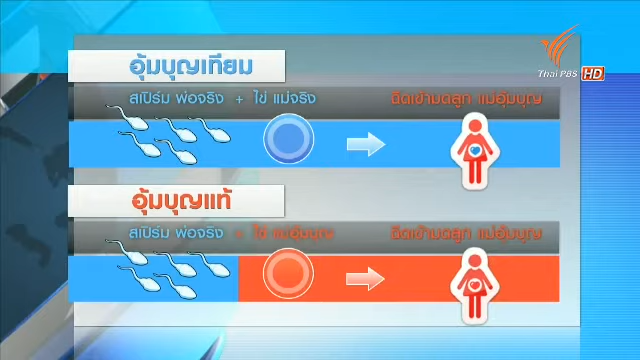 Thai PBS HD
อุ้มบุญเทียม
สเปิร์ม พ่อจริง + ไข่ แม่จริง ฉีดเข้ามดลูก แม่อุ้มบุญ
อุ้มบุญแท้
สเปิร์ม พ่อจริง + ไข่ แม่อุ้มบุญ ฉีดเข้ามดลูก แม่อุ้มบุญ